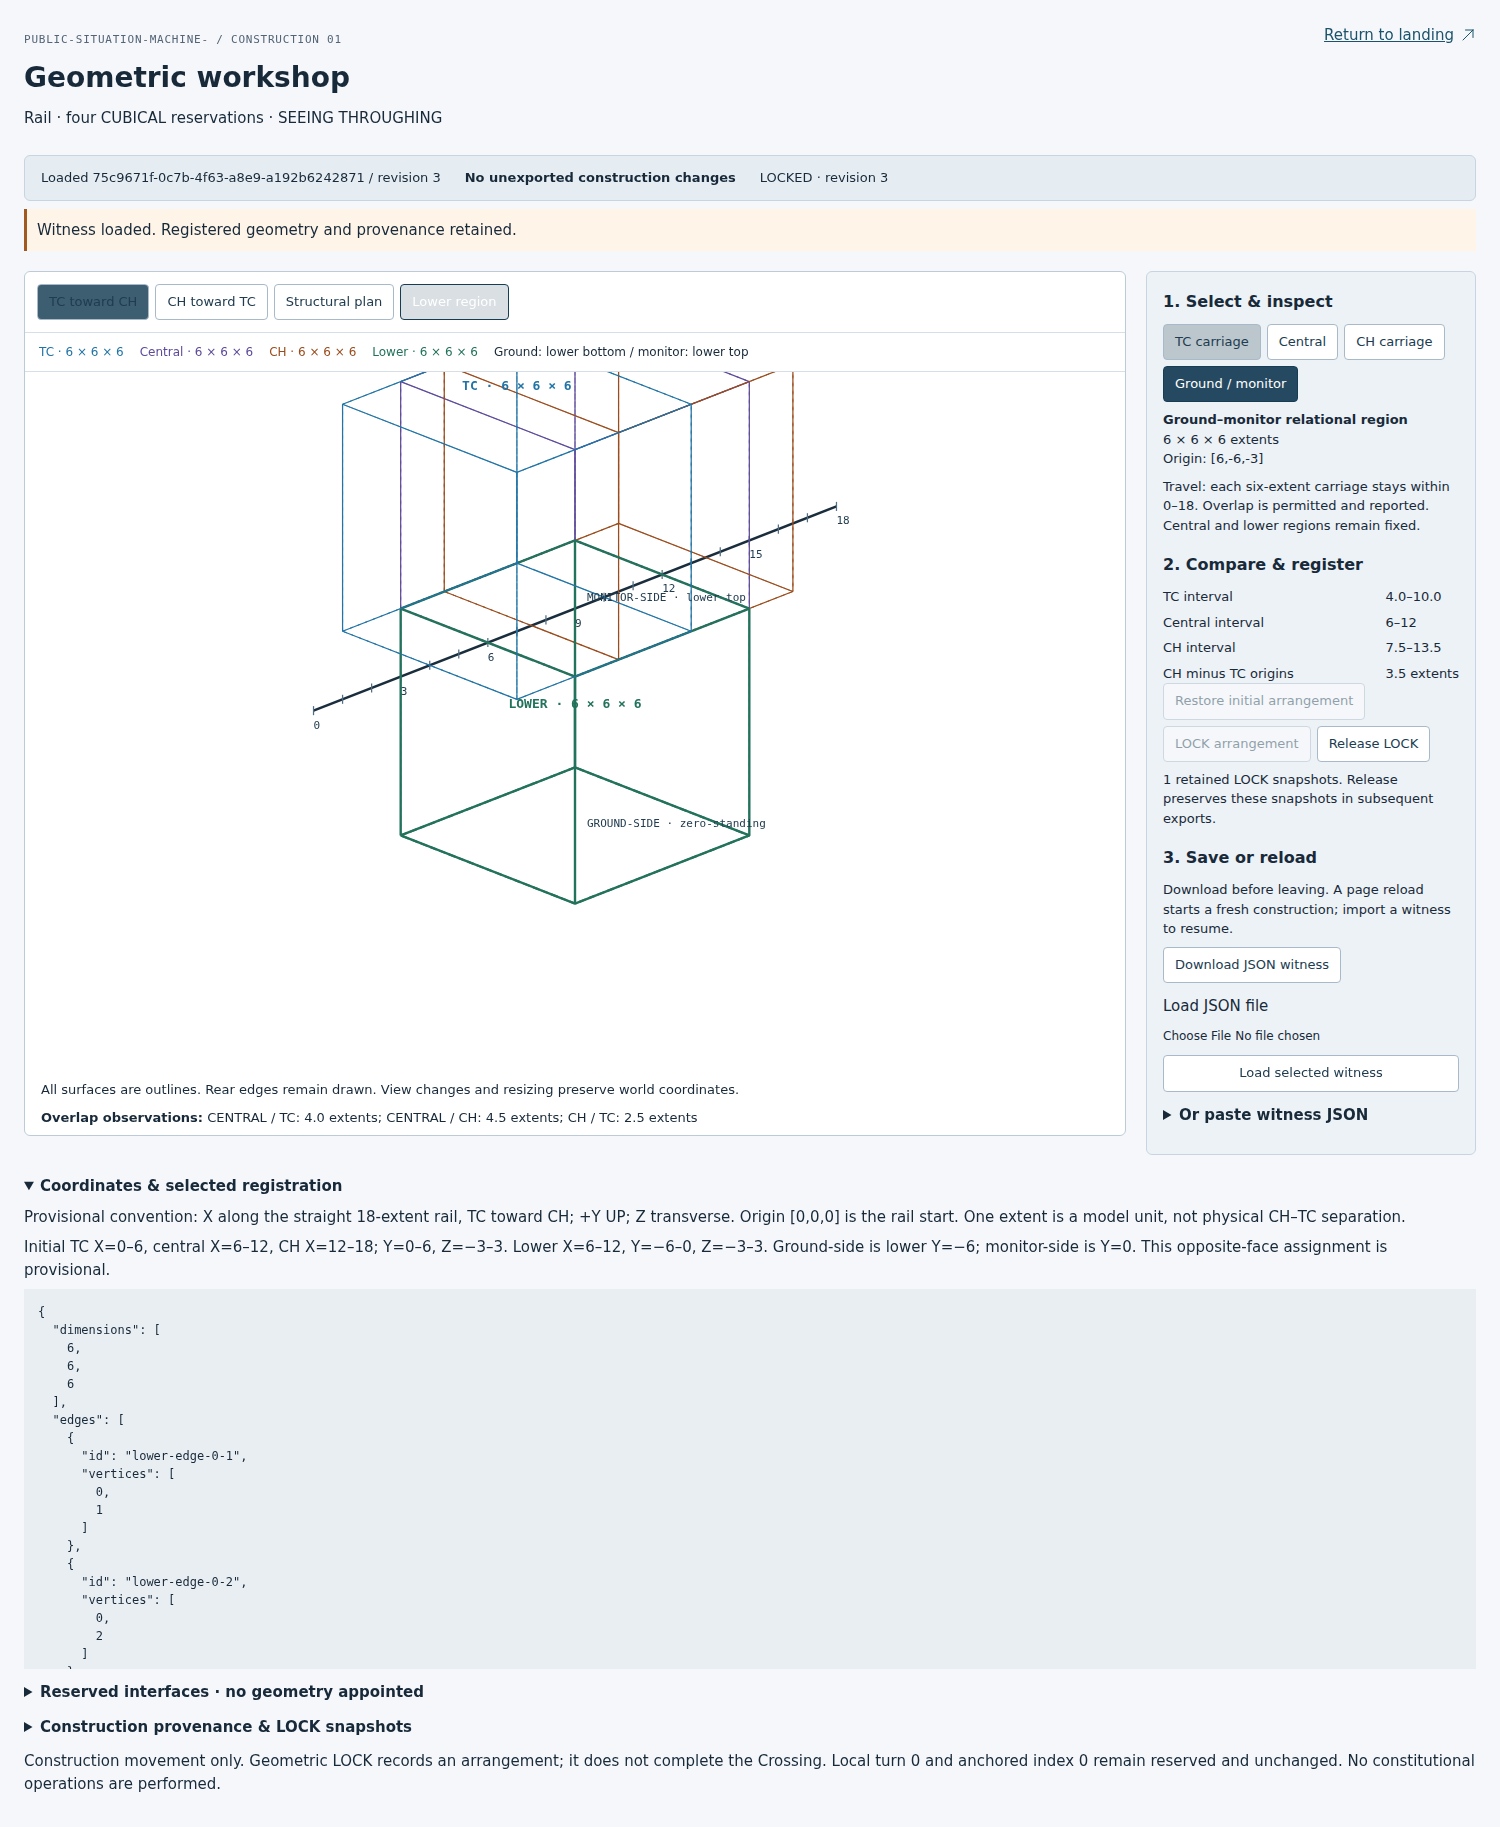 PUBLIC-SITUATION-MACHINE- / CONSTRUCTION 01
Return to landing
Geometric workshop
Rail · four CUBICAL reservations · SEEING THROUGHING
Loaded 75c9671f-0c7b-4f63-a8e9-a192b6242871 / revision 3 No unexported construction changes LOCKED · revision 3
Witness loaded. Registered geometry and provenance retained.
TC toward CH CH toward TC Structural plan Lower region
TC · 6 × 6 × 6 Central · 6 × 6 × 6 CH · 6 × 6 × 6 Lower · 6 × 6 × 6 Ground: lower bottom / monitor: lower top
TC · 6 × 6 × 6
18
15
12
MONITOR-SIDE · lower top
9
6
3
LOWER · 6 × 6 × 6
0
GROUND-SIDE · zero-standing
All surfaces are outlines. Rear edges remain drawn. View changes and resizing preserve world coordinates.
Overlap observations: CENTRAL / TC: 4.0 extents; CENTRAL / CH: 4.5 extents; CH / TC: 2.5 extents
1. Select & inspect
TC carriage Central CH carriage
Ground / monitor
Ground–monitor relational region
6 × 6 × 6 extents
Origin: [6,-6,-3]
Travel: each six-extent carriage stays within
0–18. Overlap is permitted and reported.
Central and lower regions remain fixed.
2. Compare & register
TC interval 4.0–10.0
Central interval 6–12
CH interval 7.5–13.5
CH minus TC origins 3.5 extents
Restore initial arrangement
LOCK arrangement Release LOCK
1 retained LOCK snapshots. Release
preserves these snapshots in subsequent
exports.
3. Save or reload
Download before leaving. A page reload
starts a fresh construction; import a witness
to resume.
Download JSON witness
Load JSON file
Choose File No file chosen
Load selected witness
▶ Or paste witness JSON
▼ Coordinates & selected registration
Provisional convention: X along the straight 18-extent rail, TC toward CH; +Y UP; Z transverse. Origin [0,0,0] is the rail start. One extent is a model unit, not physical CH–TC separation.
Initial TC X=0–6, central X=6–12, CH X=12–18; Y=0–6, Z=−3–3. Lower X=6–12, Y=−6–0, Z=−3–3. Ground-side is lower Y=−6; monitor-side is Y=0. This opposite-face assignment is
provisional.
{
"dimensions": [
6,
6,
6
],
"edges": [
{
"id": "lower-edge-0-1",
"vertices": [
0,
1
]
},
{
"id": "lower-edge-0-2",
"vertices": [
0,
2
]
}
▶ Reserved interfaces · no geometry appointed
▶ Construction provenance & LOCK snapshots
Construction movement only. Geometric LOCK records an arrangement; it does not complete the Crossing. Local turn 0 and anchored index 0 remain reserved and unchanged. No constitutional
operations are performed.